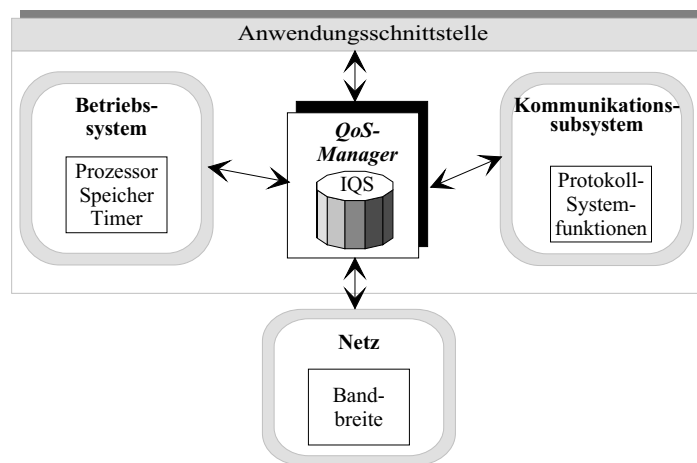 Anwendungsschnittstelle
Betriebs-
system
Prozessor
Speicher
Timer
QoS-
Manager
IQS
Kommunikations-
subsystem
Protokoll-
System-
funktionen
Netz
Band-
breite